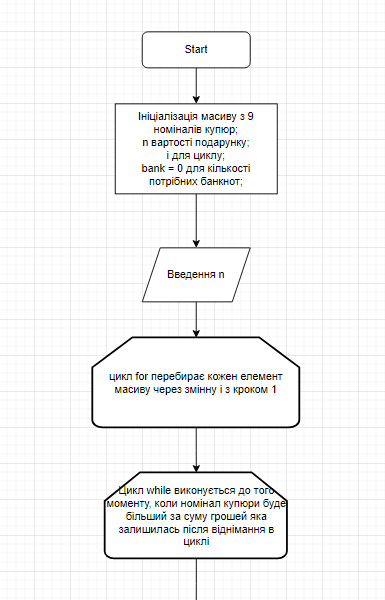 Start
Ініціалізація масиву з 9
номіналів купюр;
n вартості подарунку;
і для циклу;
bank = 0 для кількості
потрібних банкнот;
Введення n
цикл for перебирає кожен елемент
масиву через змінну і з кроком 1
Цикл while виконується до того
моменту, коли номінал купюри буде
більший за суму грошей яка
залишилась після віднімання в
циклі